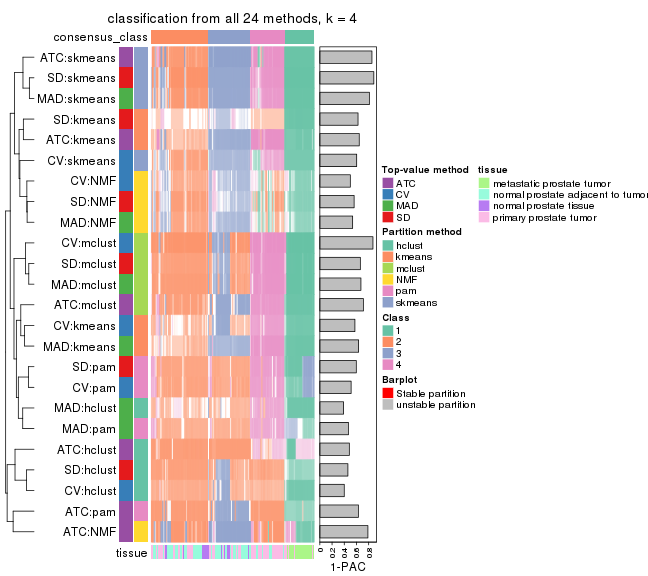 classification from all 24 methods, k = 4
consensus_class
ATC:skmeans
SD:skmeans
MAD:skmeans
SD:kmeans
ATC:kmeans
CV:skmeans
CV:NMF
SD:NMF
MAD:NMF
CV:mclust
SD:mclust
MAD:mclust
ATC:mclust
CV:kmeans
MAD:kmeans
SD:pam
CV:pam
MAD:hclust
MAD:pam
ATC:hclust
SD:hclust
CV:hclust
ATC:pam
ATC:NMF
tissue
0 0.2 0.4 0.6 0.8
1-PAC
Top-value method
ATC
CV
MAD
SD
Partition method
hclust
kmeans
mclust
NMF
pam
skmeans
Class
1
2
3
4
Barplot
Stable partition
unstable partition
tissue
metastatic prostate tumor
normal prostate adjacent to tumor
normal prostate tissue
primary prostate tumor